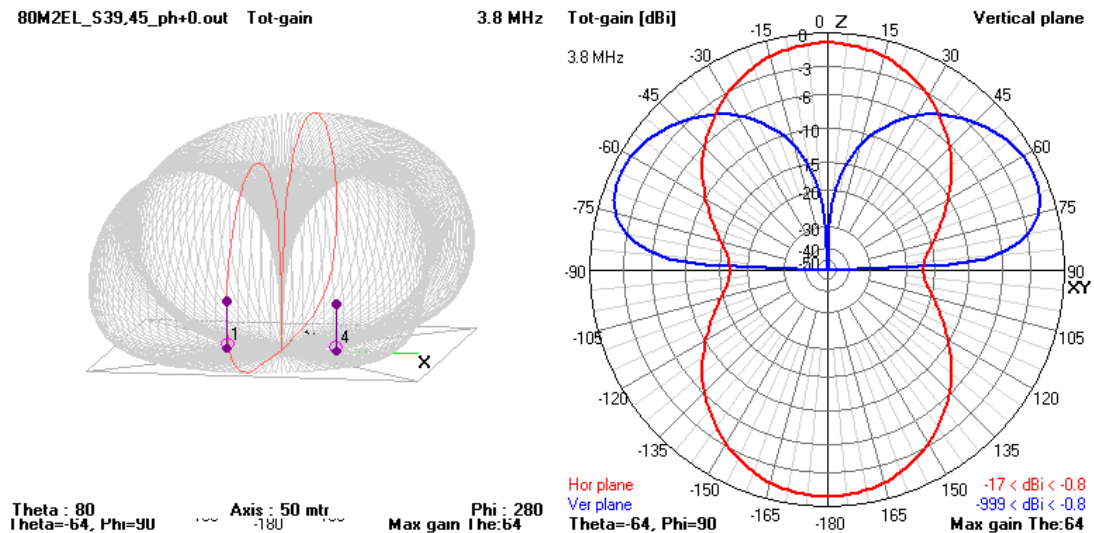 80M2EL_S39,45_ph+0.out Tot-gain 3.8 MHz
1
4
X
Theta : 80 Axis : 50 mtr Phi : 280
Theta=-64, Phi=90 -180 Max gain The:64
Tot-gain [dBi] 0 Z Vertical plane
3.8 MHz
-15 0 15
-30 -3 30
-45 -6 45
-10
-60 -15 60
-20
-75 -30 75
-40
-50
-90 90
XY
-105 105
-120 120
-135 135
-150 150
-165 -180 165
Hor plane -17 < dBi < -0.8
Ver plane -999 < dBi < -0.8
Theta=-64, Phi=90 Max gain The:64